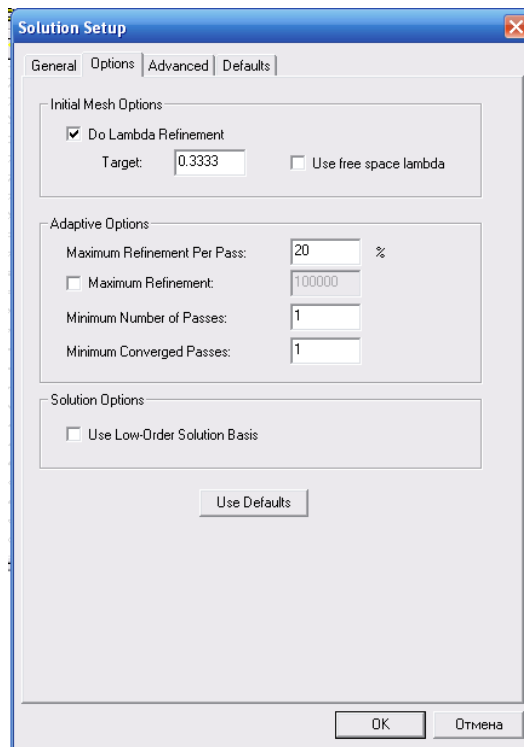 Solution Setup
General Options Advanced Defaults
Initial Mesh Options
Do Lambda Refinement
Target: 0.3333 Use free space lambda
Adaptive Options
Maximum Refinement Per Pass: 20 %
Maximum Refinement: 100000
Minimum Number of Passes: 1
Minimum Converged Passes: 1
Solution Options
Use Low-Order Solution Basis
Use Defaults
OK Отмена